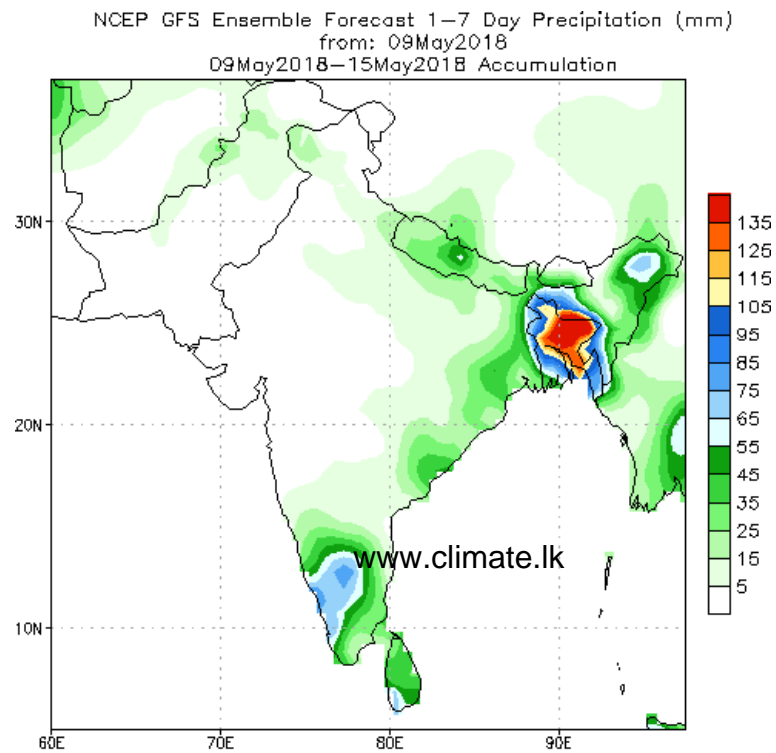 NCEP GFS Ensemble Forecast 1-7 Day Precipitation (mm)
from: 09May2018
09May2018-15May2018 Accumulation
30N
20N
10N
60E
70E
80E
90E
www.climate.lk
135
125
115
105
95
85
75
65
55
45
35
25
15
5